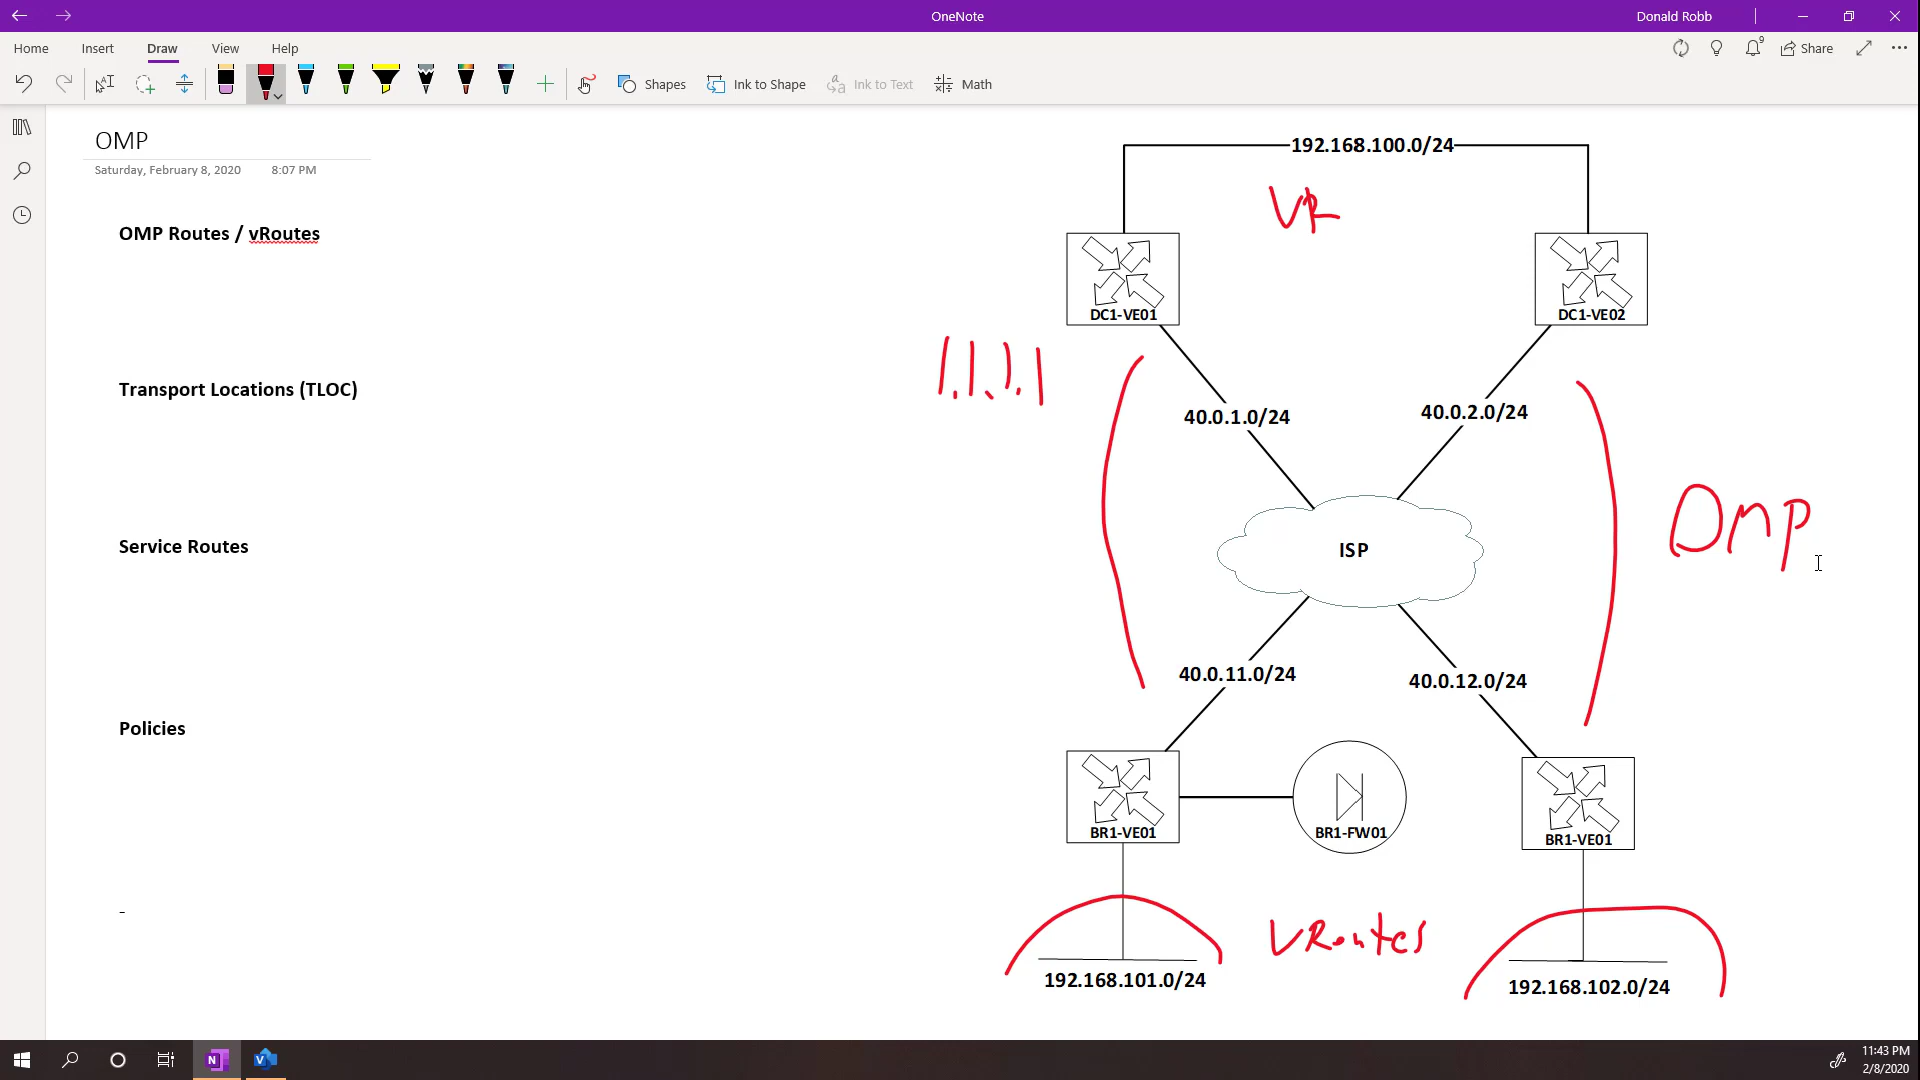 OneNote
Donald Robb
Home Insert Draw View Help
9
Share
Shapes
Ink to Shape
Ink to Text
Math
OMP
Saturday, February 8, 2020 8:07 PM
OMP Routes / vRoutes
Transport Locations (TLOC)
Service Routes
Policies
-
192.168.100.0/24
VR
DC1-VE01
DC1-VE02
1.1.1.1
40.0.1.0/24
40.0.2.0/24
OMP
ISP
40.0.11.0/24
40.0.12.0/24
BR1-VE01
BR1-FW01
BR1-VE01
VRoutes
192.168.101.0/24
192.168.102.0/24
N
V
11:43 PM
2/8/2020